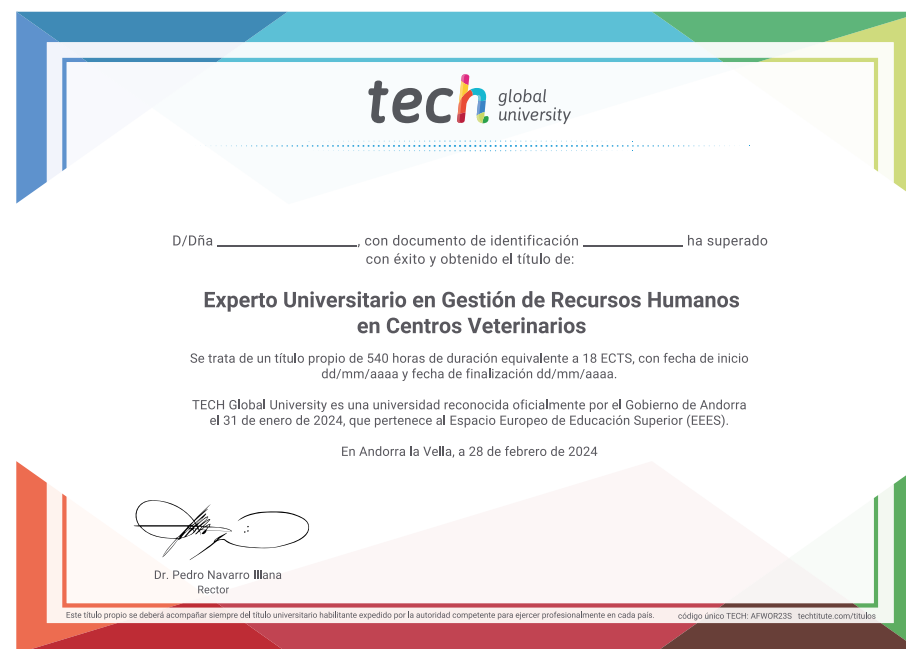 tech global university
D/Dña ____________________, con documento de identificación ______________ ha superado
con éxito y obtenido el título de:
Experto Universitario en Gestión de Recursos Humanos
en Centros Veterinarios
Se trata de un título propio de 540 horas de duración equivalente a 18 ECTS, con fecha de inicio
dd/mm/aaaa y fecha de finalización dd/mm/aaaa.
TECH Global University es una universidad reconocida oficialmente por el Gobierno de Andorra
el 31 de enero de 2024, que pertenece al Espacio Europeo de Educación Superior (EEES).
En Andorra la Vella, a 28 de febrero de 2024
Dr. Pedro Navarro Illana
Rector
Este título propio se deberá acompañar siempre del título universitario habilitante expedido por la autoridad competente para ejercer profesionalmente en cada país.
código único TECH: AFWOR23S techtitute.com/titulos